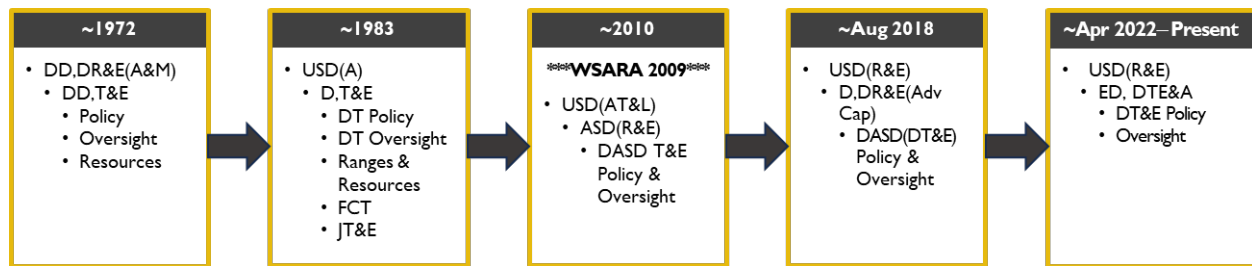 ~1972
• DD,DR&E(A&M)
• DD,T&E
• Policy
• Oversight
• Resources
~1983
• USD(A)
• D,T&E
• DT Policy
• DT Oversight
• Ranges &
Resources
• FCT
• JT&E
~2010
***WSARA 2009***
• USD(AT&L)
• ASD(R&E)
• DASD T&E
Policy &
Oversight
~Aug 2018
• USD(R&E)
• D,DR&E(Adv
Cap)
• DASD(DT&E)
Policy &
Oversight
~Apr 2022–Present
• USD(R&E)
• ED, DTE&A
• DT&E Policy
• Oversight